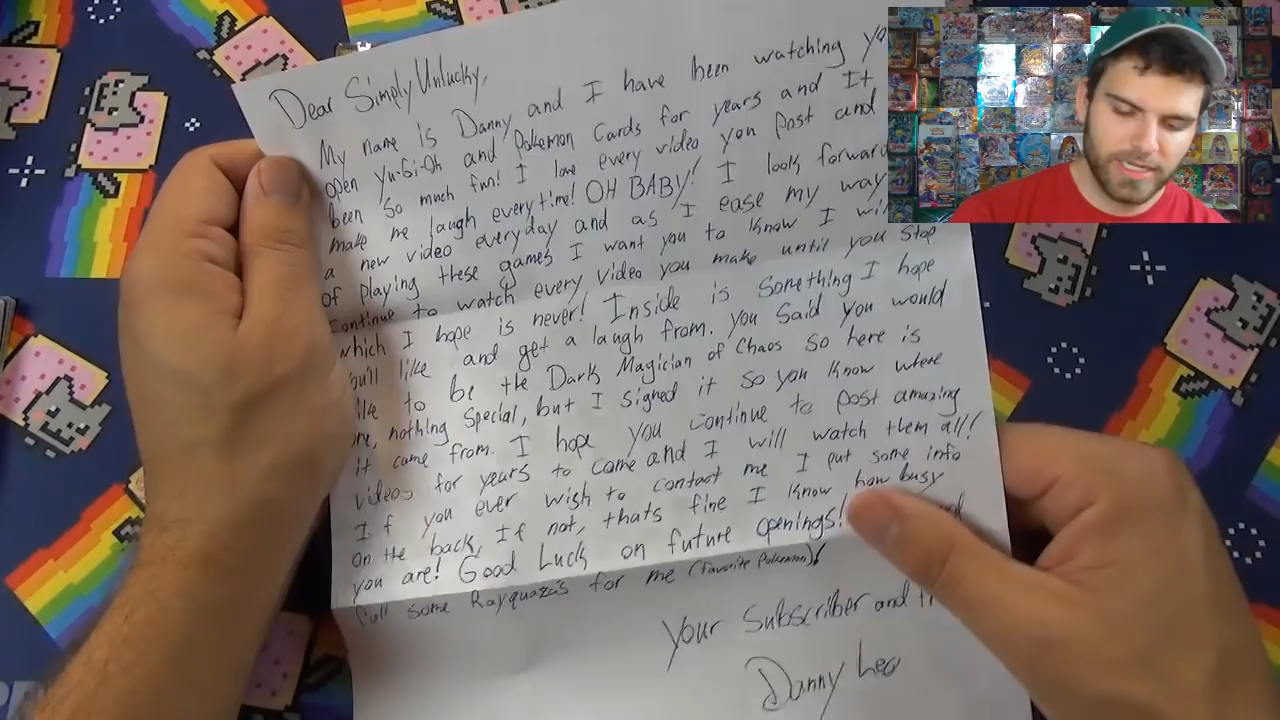 Dear SimplyUnlucky,
My name is Danny and I have been watching yo
open Yu-Gi-Oh and Pokemon Cards for years and It
been so much fun! I love every video you post and
make me laugh everytime! OH BABY! I look forward
a new video everyday and as I ease my way
of playing these games I want you to know I wil
continue to watch every video you make until you stop
which I hope is never! Inside is something I hope
you'll like and get a laugh from. You said you would
like to be the Dark Magician of Chaos so here is
one, nothing special, but I signed it so you know where
it came from. I hope you continue to post amazing
videos for years to come and I will watch them all!
If you ever wish to contact me I put some info
on the back, If not, thats fine I know how busy
you are! Good Luck on future openings!
Pull some Rayquaza's for me (favorite Pokemon)!
Your Subscriber and
Danny Leo